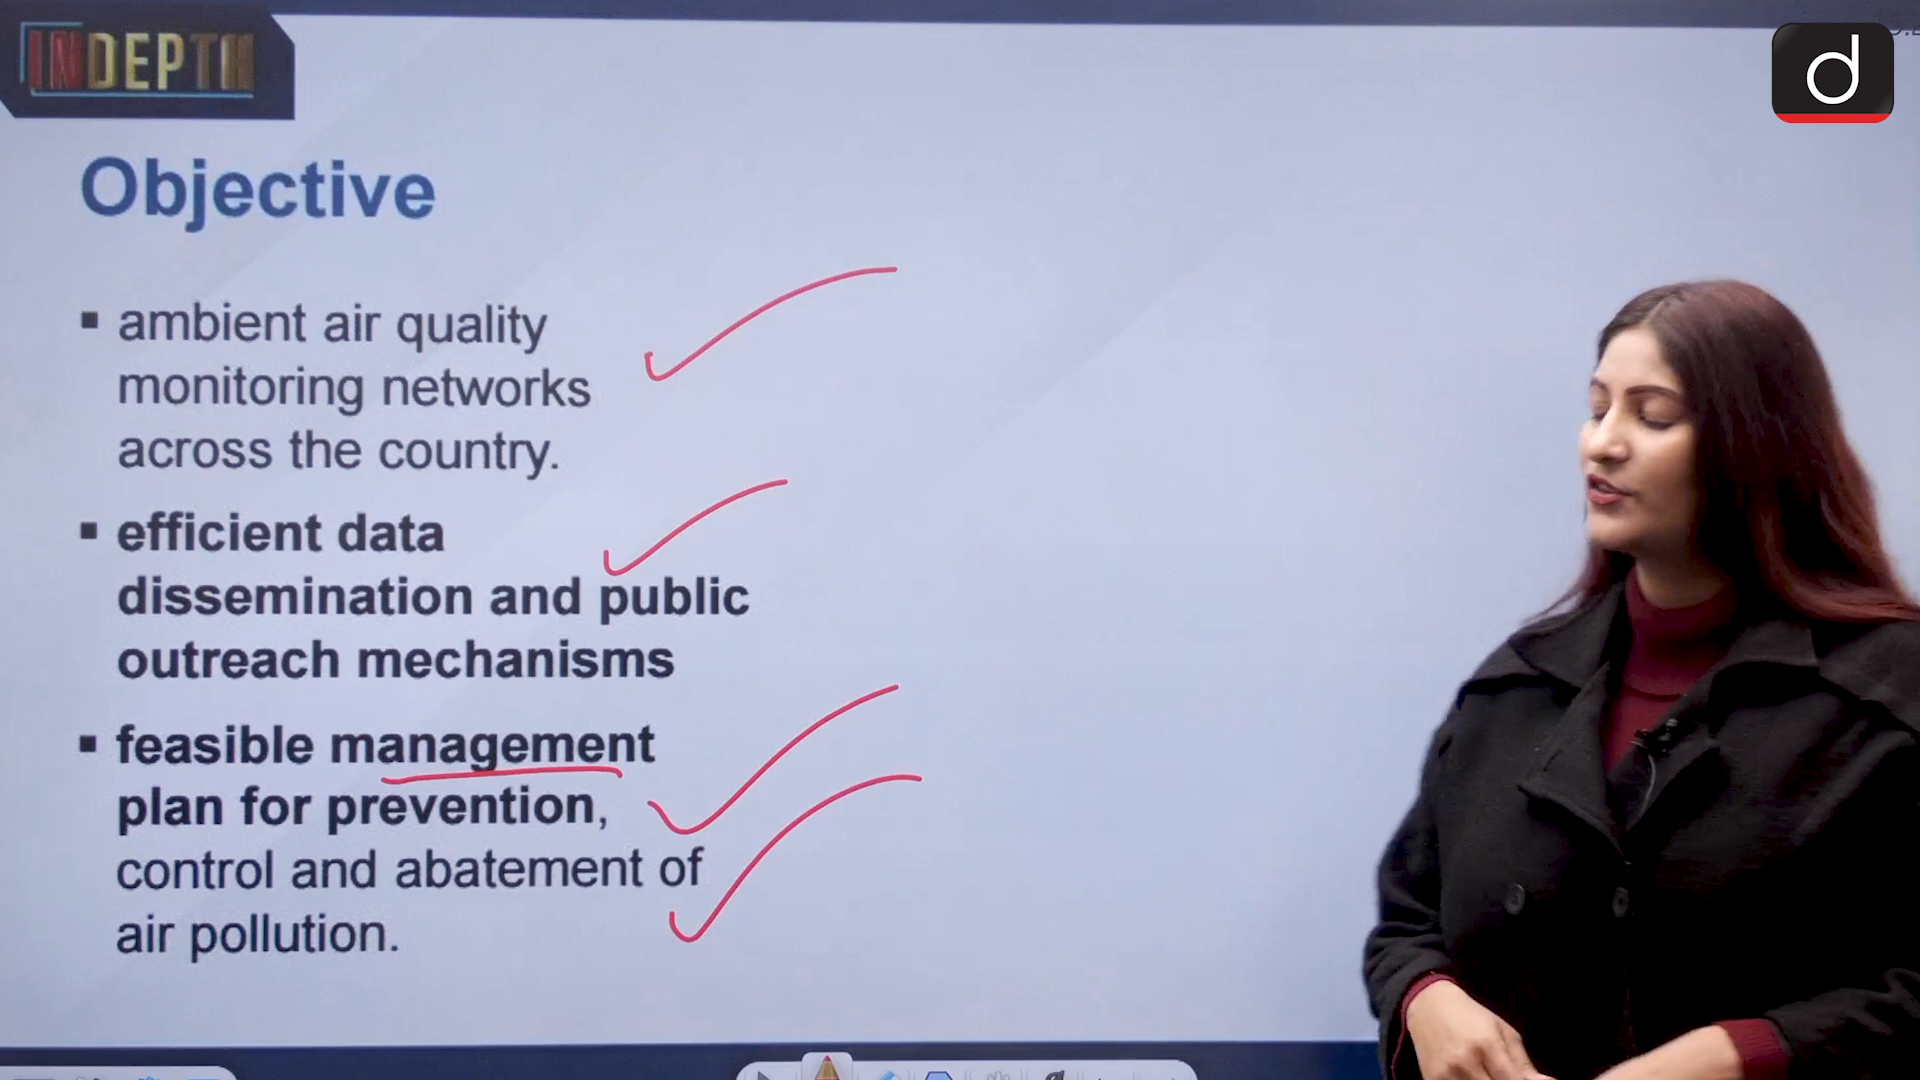 INDEPTH
d
Objective
▪ ambient air quality
monitoring networks
across the country.
▪ efficient data
dissemination and public
outreach mechanisms
▪ feasible management
plan for prevention,
control and abatement of
air pollution.